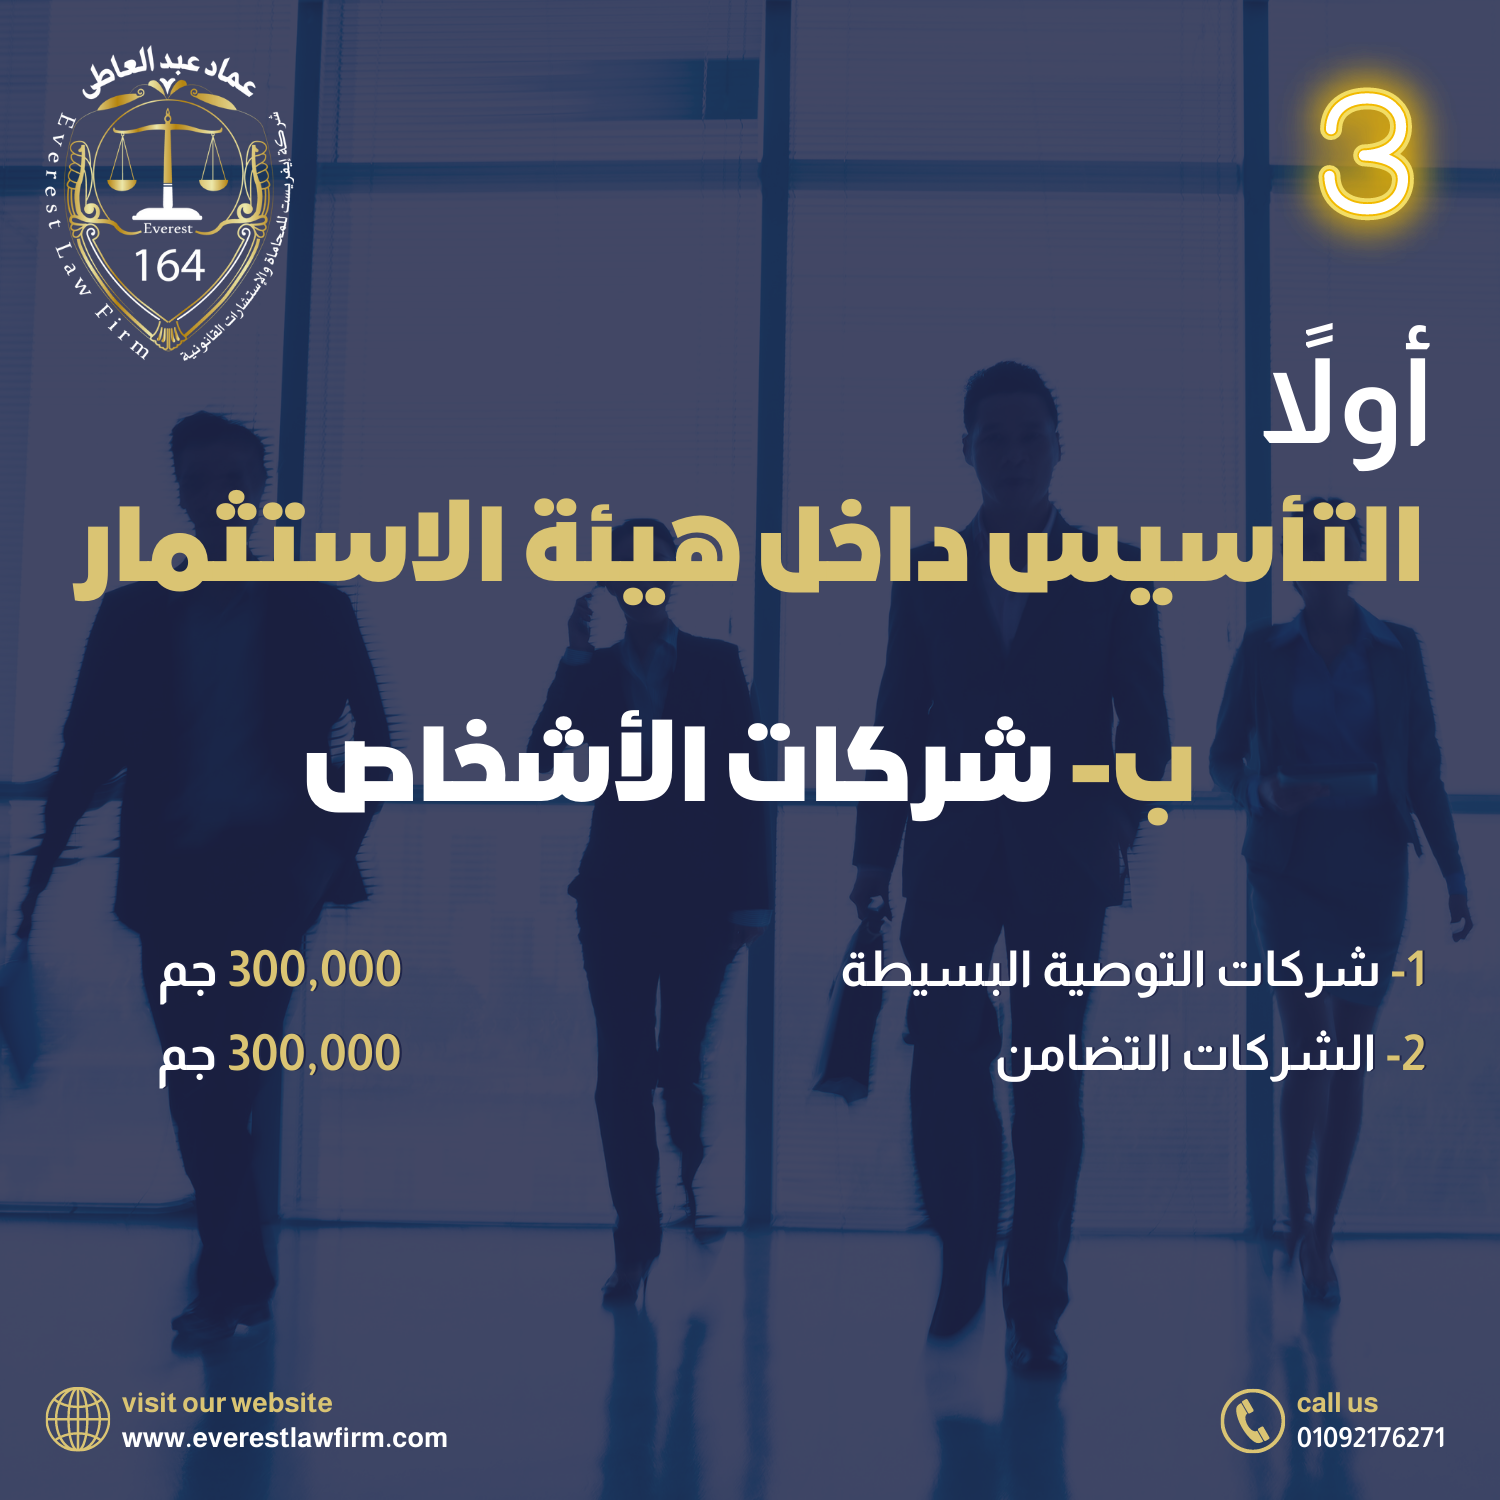 عماد عبد العاطى
Everest Law Firm
شركة إيفريست للمحاماة والإستشارات القانونية
Everest
164
3
أولًا
التأسيس داخل هيئة الاستثمار
ب- شركات الأشخاص
1- شركات التوصية البسيطة 300,000 جم
2- الشركات التضامن 300,000 جم
visit our website
www.everestlawfirm.com
call us
01092176271